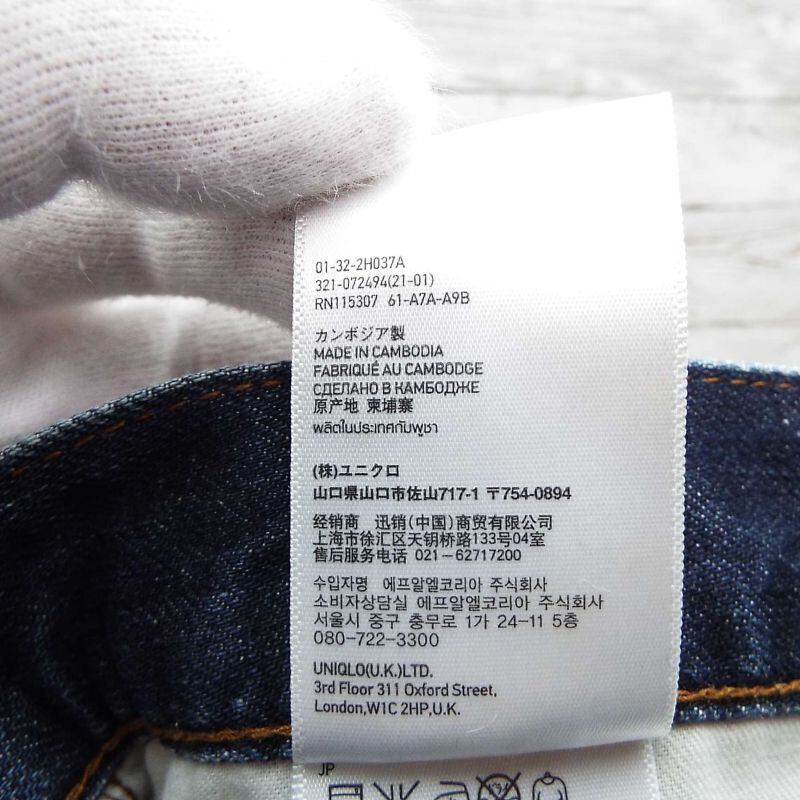 01-32-2H037A
321-072494(21-01)
RN115307 61-A7A-A9B
カンボジア製
MADE IN CAMBODIA
FABRIQUÉ AU CAMBODGE
СДЕЛАНО В КАМБОДЖЕ
原产地 柬埔寨
ผลิตในประเทศกัมพูชา
(株)ユニクロ
山口県山口市佐山717-1 〒754-0894
经销商 迅销(中国)商贸有限公司
上海市徐汇区天钥桥路133号04室
售后服务电话 021-62717200
수입자명 에프알엘코리아 주식회사
소비자상담실 에프알엘코리아 주식회사
서울시 중구 충무로 1가 24-11 5층
080-722-3300
UNIQLO(U.K.)LTD.
3rd Floor 311 Oxford Street,
London,W1C 2HP,U.K.
JP